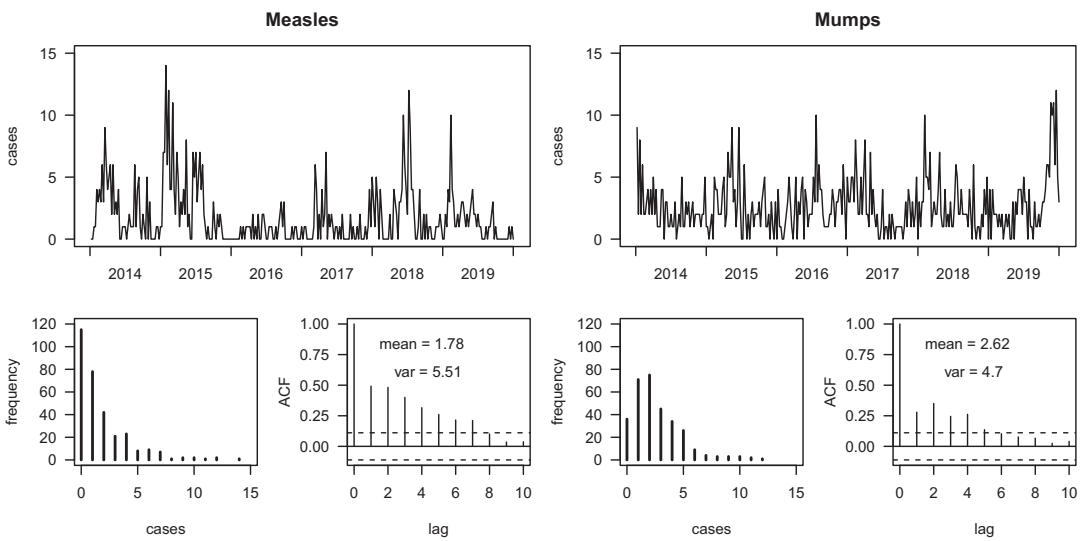 Measles
Mumps
cases
15
10
5
0
2014 2015 2016 2017 2018 2019
cases
15
10
5
0
2014 2015 2016 2017 2018 2019
frequency
120
100
80
60
40
20
0
0 5 10 15
cases
ACF
1.00
0.75
0.50
0.25
0.00
mean = 1.78
var = 5.51
0 2 4 6 8 10
lag
frequency
120
100
80
60
40
20
0
0 5 10 15
cases
ACF
1.00
0.75
0.50
0.25
0.00
mean = 2.62
var = 4.7
0 2 4 6 8 10
lag